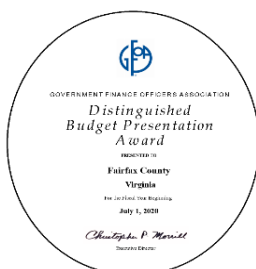 GFOA
GOVERNMENT FINANCE OFFICERS ASSOCIATION
Distinguished
Budget Presentation
Award
PRESENTED TO
Fairfax County
Virginia
For the Fiscal Year Beginning
July 1, 2020
Christopher P. Morrill
Executive Director